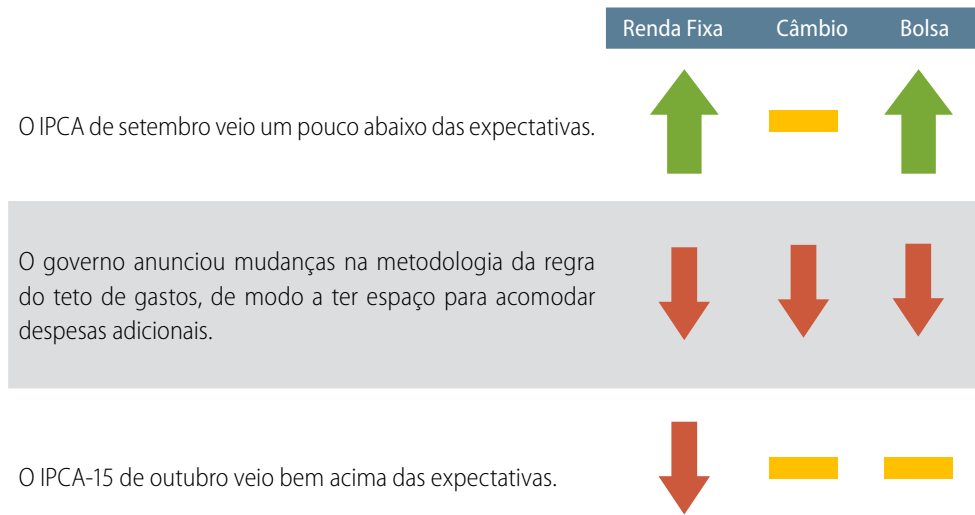 Renda Fixa Câmbio Bolsa
O IPCA de setembro veio um pouco abaixo das expectativas.
O governo anunciou mudanças na metodologia da regra
do teto de gastos, de modo a ter espaço para acomodar
despesas adicionais.
O IPCA-15 de outubro veio bem acima das expectativas.